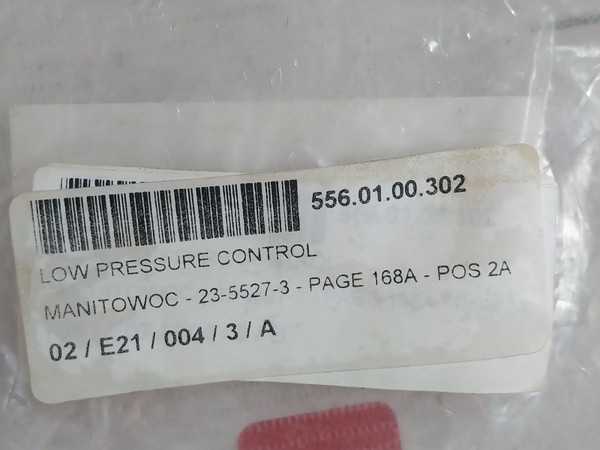 556.01.00.302
LOW PRESSURE CONTROL
MANITOWOC - 23-5527-3 - PAGE 168A - POS 2A
02 / E21 / 004 / 3 / A